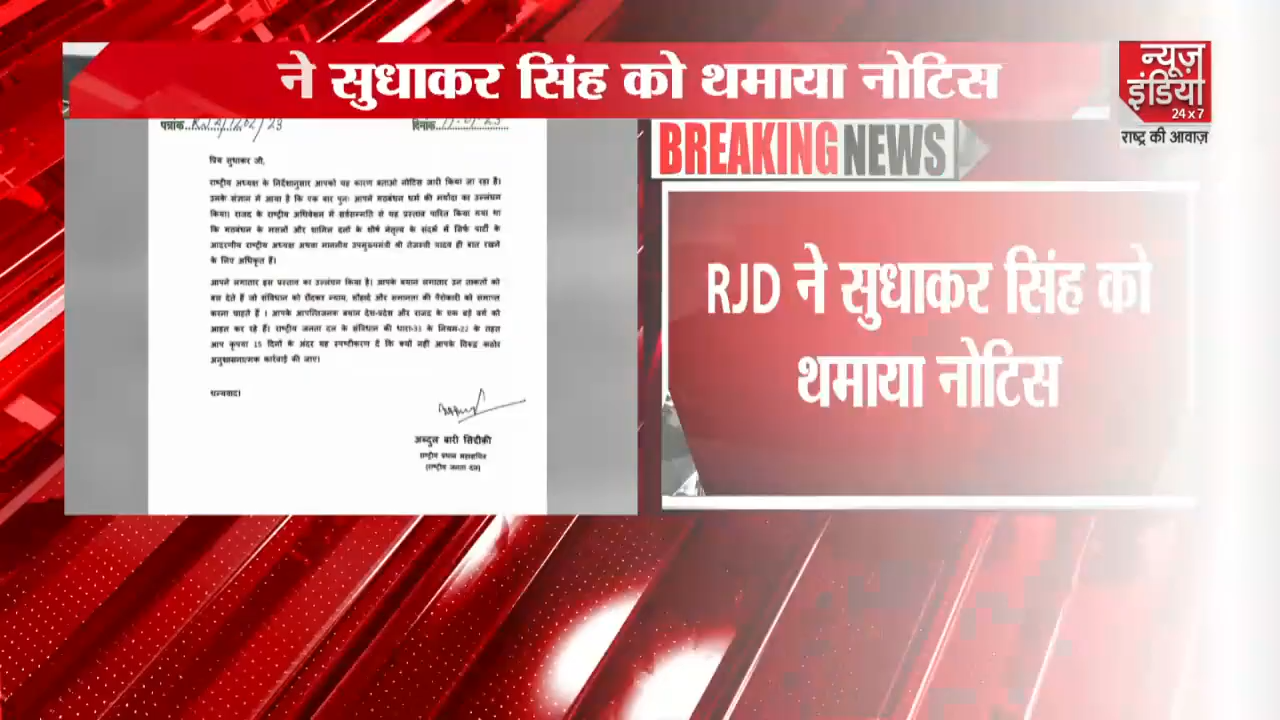 ने सुधाकर सिंह को थमाया नोटिस
न्यूज़
इंडिया
24x7
राष्ट्र की आवाज़
पत्रांक
दिनांक
BREAKING NEWS
प्रिय सुधाकर जी,
राष्ट्रीय अध्यक्ष के निर्देशानुसार आपको यह कारण बताओ नोटिस जारी किया जा रहा है।
उनके संज्ञान में आया है कि एक बार पुनः आपने गठबंधन धर्म की मर्यादा का उल्लंघन
किया। राजद के राष्ट्रीय अधिवेशन में सर्वसम्मति से यह प्रस्ताव पारित किया गया था
कि गठबंधन के मसलों और शामिल दलों के शीर्ष नेतृत्व के संदर्भ में सिर्फ पार्टी के
आदरणीय राष्ट्रीय अध्यक्ष अथवा माननीय उपमुख्यमंत्री श्री तेजस्वी यादव ही बात रखने
के लिए अधिकृत हैं।
आपने लगातार इस प्रस्ताव का उल्लंघन किया है। आपके बयान लगातार उन ताकतों को
बल देते हैं जो संविधान को रौंदकर न्याय, सौहार्द और समानता की पैरोकारी को समाप्त
करना चाहते हैं । आपके आपत्तिजनक बयान देश-प्रदेश और राजद के एक बड़े वर्ग को
आहत कर रहे हैं। राष्ट्रीय जनता दल के संविधान की धारा-33 के नियम-22 के तहत
आप कृपया 15 दिनों के अंदर यह स्पष्टीकरण दें कि क्यों नहीं आपके विरुद्ध कठोर
अनुशासनात्मक कार्रवाई की जाए।
धन्यवाद।
अब्दुल बारी सिद्दीकी
राष्ट्रीय प्रधान महासचिव
(राष्ट्रीय जनता दल)
RJD ने सुधाकर सिंह को
थमाया नोटिस